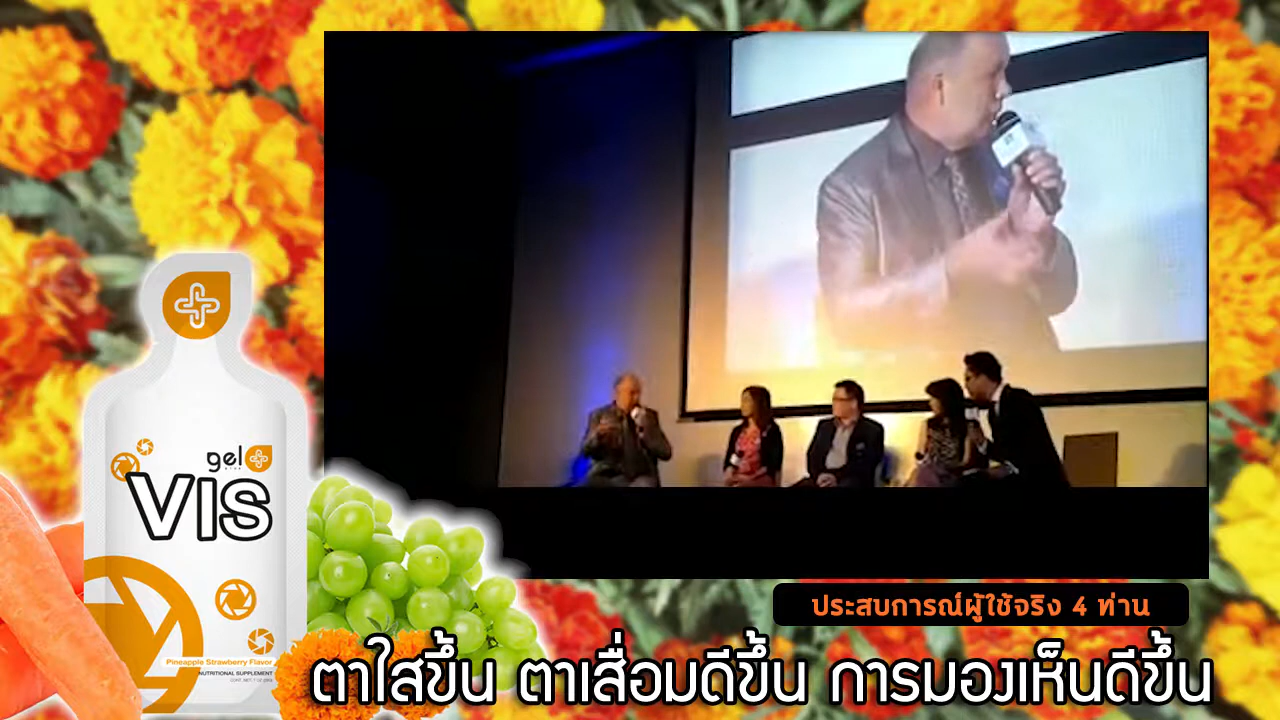 gel
VIS
Pineapple Strawberry Flavor
NUTRITIONAL SUPPLEMENT
ประสบการณ์ผู้ใช้จริง 4 ท่าน
ตาใสขึ้น ตาเสื่อมดีขึ้น การมองเห็นดีขึ้น